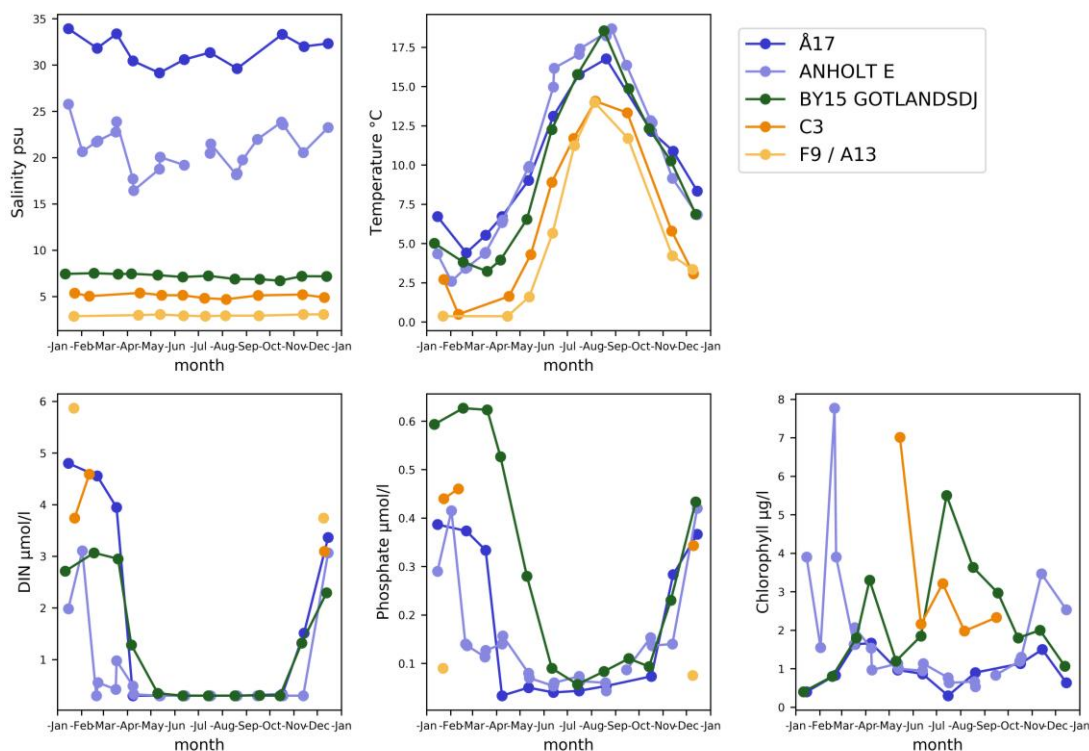 35
30
25
20
15
10
5
Salinity psu
-Jan -Feb -Mar -Apr -May -Jun -Jul -Aug -Sep -Oct -Nov -Dec -Jan
month
17.5
15.0
12.5
10.0
7.5
5.0
2.5
0.0
Temperature °C
-Jan -Feb -Mar -Apr -May -Jun -Jul -Aug -Sep -Oct -Nov -Dec -Jan
month
Å17
ANHOLT E
BY15 GOTLANDSDJ
C3
F9 / A13
6
5
4
3
2
1
DIN µmol/l
-Jan -Feb -Mar -Apr -May -Jun -Jul -Aug -Sep -Oct -Nov -Dec -Jan
month
0.6
0.5
0.4
0.3
0.2
0.1
Phosphate µmol/l
-Jan -Feb -Mar -Apr -May -Jun -Jul -Aug -Sep -Oct -Nov -Dec -Jan
month
8
7
6
5
4
3
2
1
0
Chlorophyll µg/l
-Jan -Feb -Mar -Apr -May -Jun -Jul -Aug -Sep -Oct -Nov -Dec -Jan
month